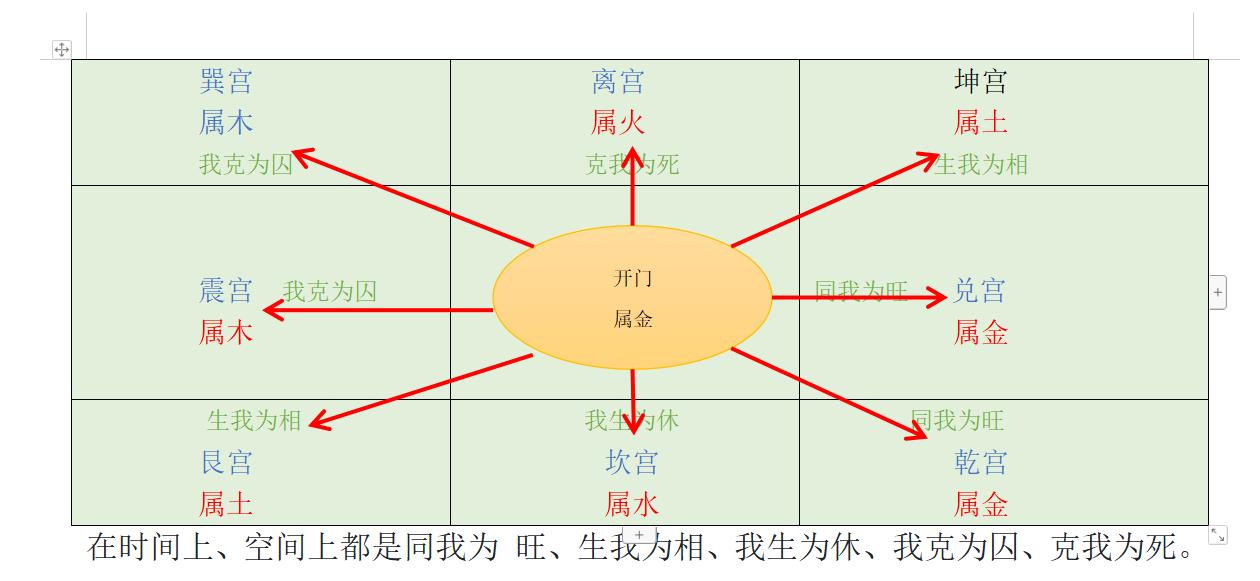 巽宫
属木
我克为囚
离宫
属火
克我为死
坤宫
属土
生我为相
震宫
属木
我克为囚
开门
属金
同我为旺
兑宫
属金
生我为相
艮宫
属土
我生为休
坎宫
属水
同我为旺
乾宫
属金
在时间上、空间上都是同我为 旺、生我为相、我生为休、我克为囚、克我为死。